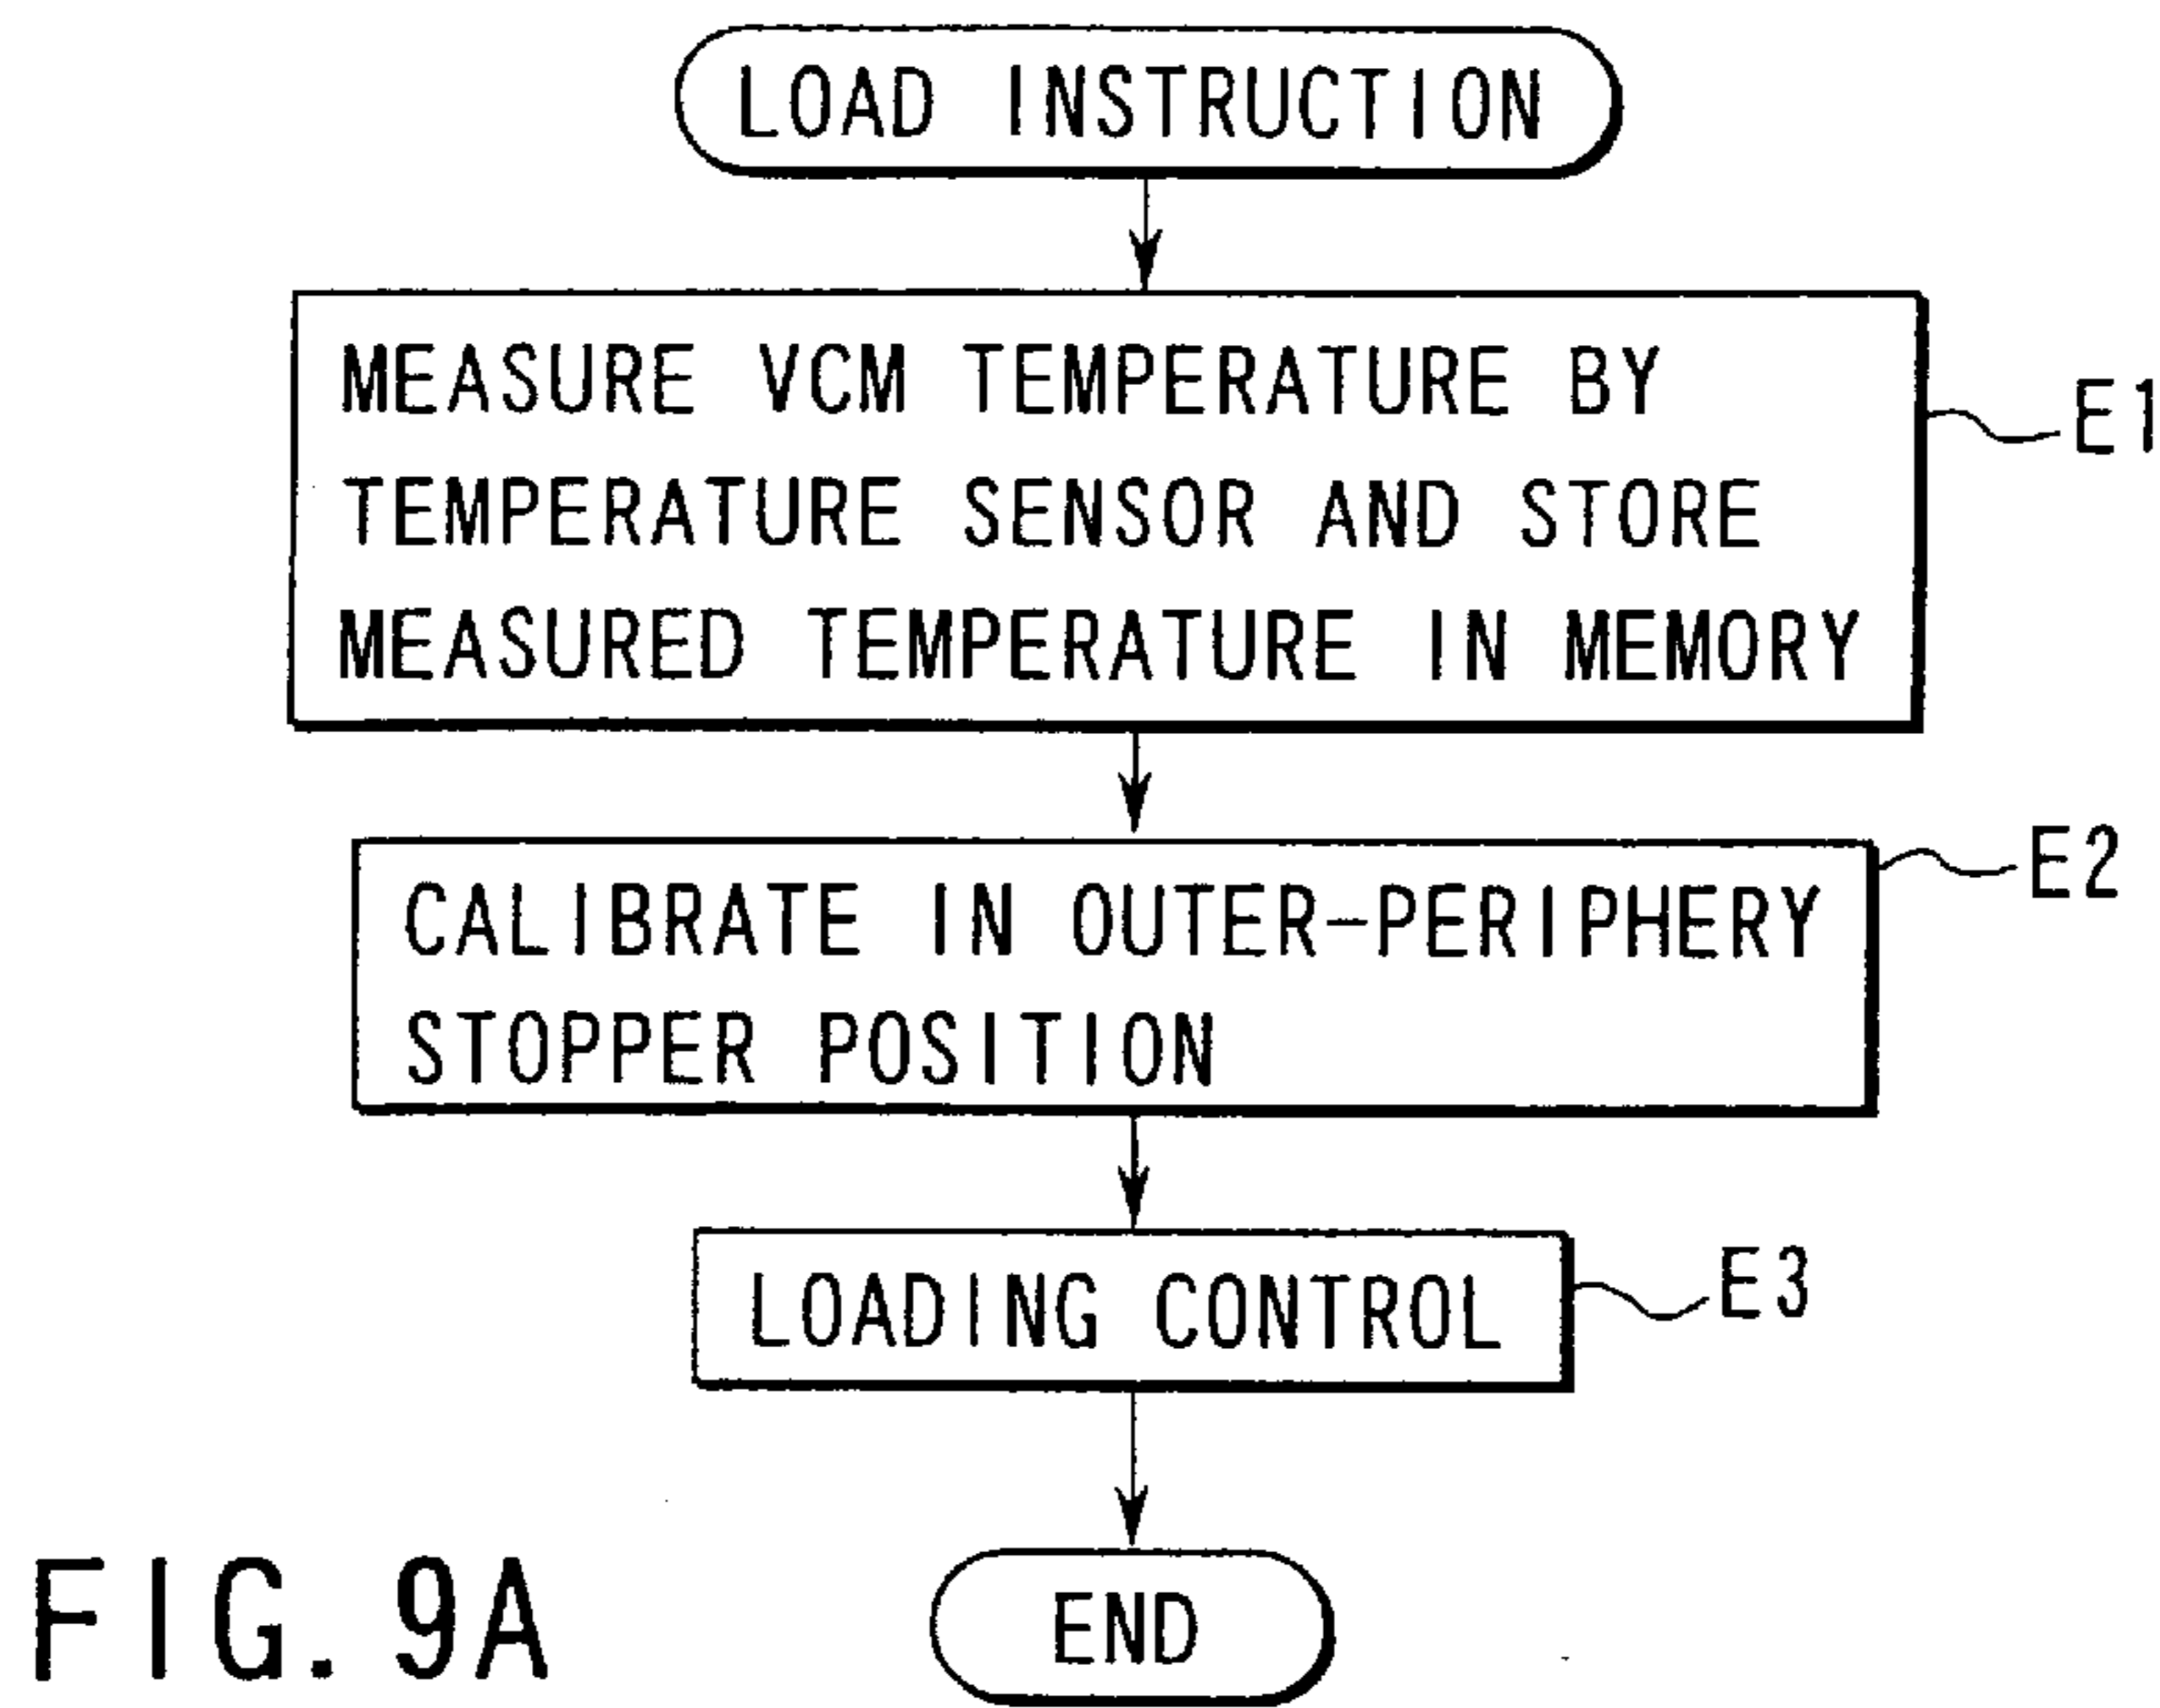 LOAD INSTRUCTION
MEASURE VCM TEMPERATURE BY
TEMPERATURE SENSOR AND STORE
MEASURED TEMPERATURE IN MEMORY
E1
CALIBRATE IN OUTER-PERIPHERY
STOPPER POSITION
E2
LOADING CONTROL
E3
END
FIG. 9A